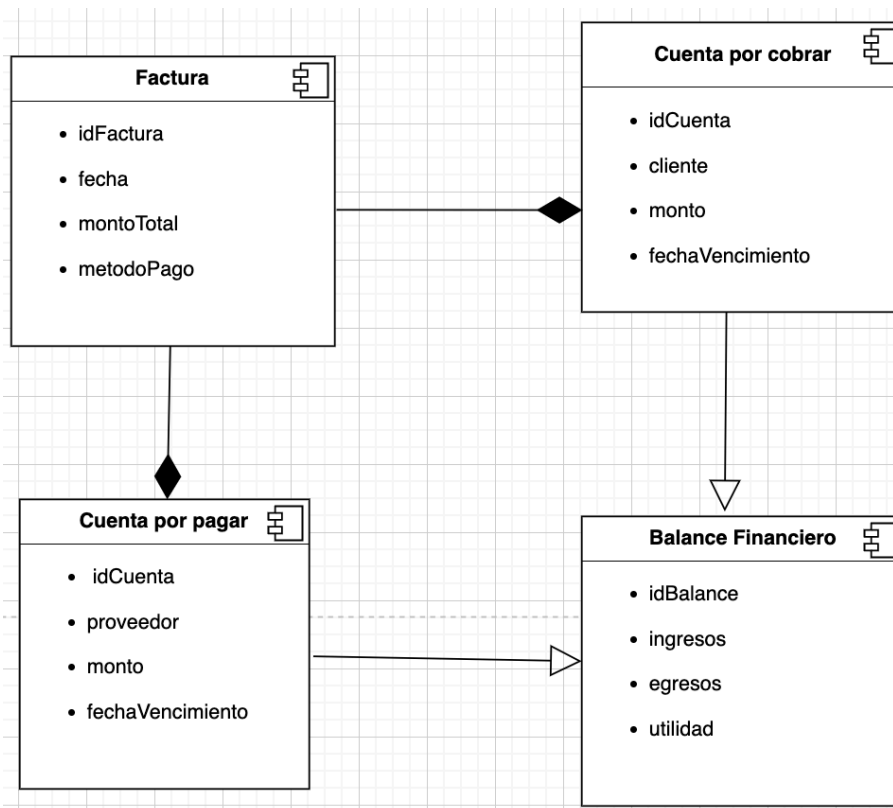 Factura
idFactura
fecha
montoTotal
metodoPago
Cuenta por cobrar
idCuenta
cliente
monto
fechaVencimiento
Cuenta por pagar
idCuenta
proveedor
monto
fechaVencimiento
Balance Financiero
idBalance
ingresos
egresos
utilidad